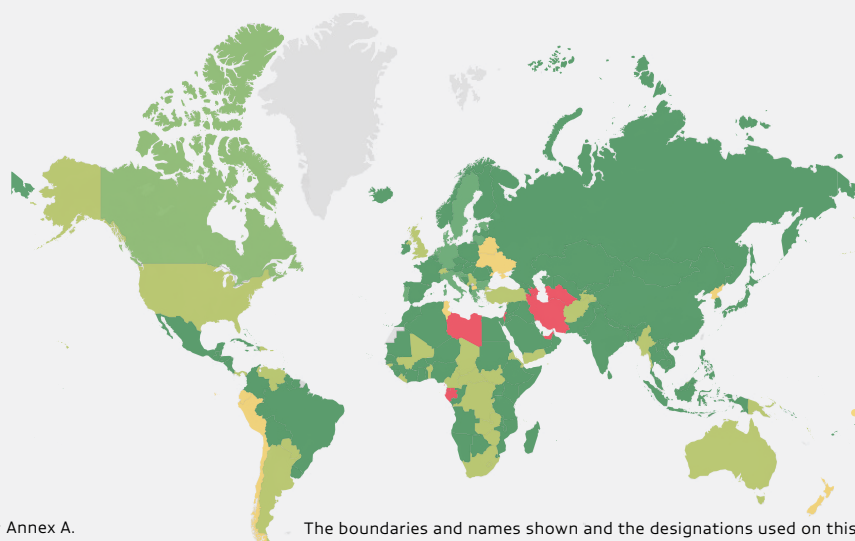 Annex A.
The boundaries and names shown and the designations used on this